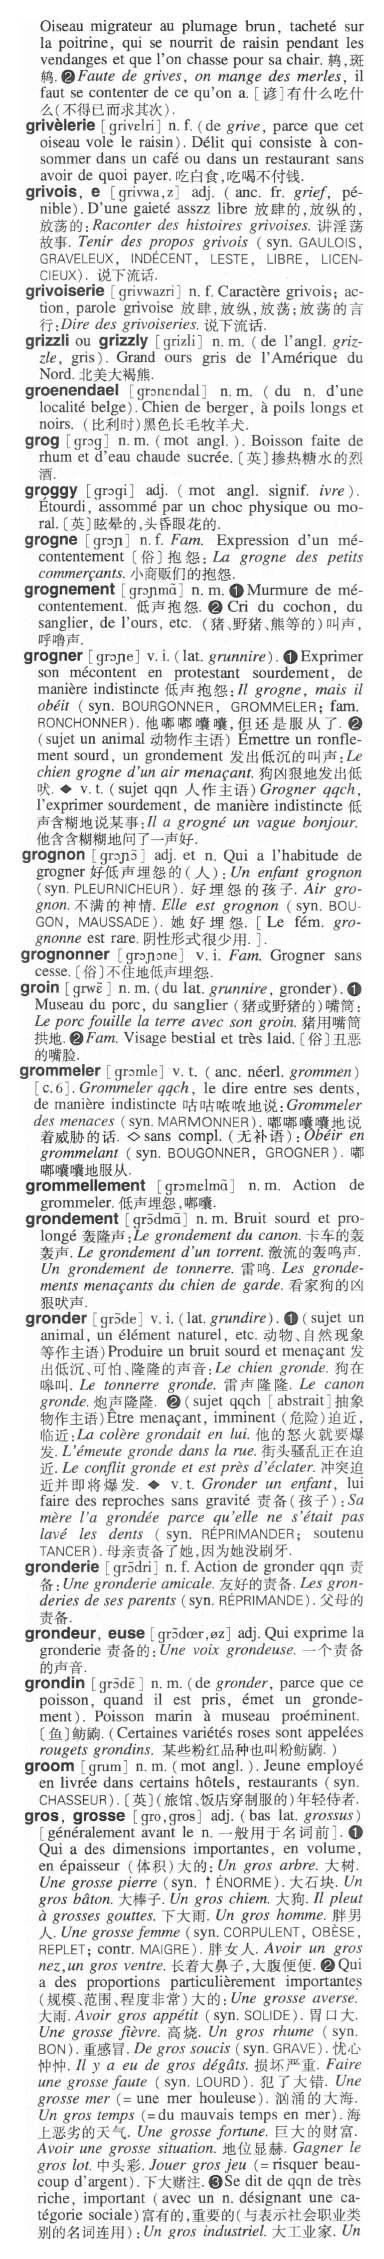 Oiseau migrateur au plumage brun, tacheté sur
la poitrine, qui se nourrit de raisin pendant les
vendanges et que l'on chasse pour sa chair. 鸫,斑
鸫. ❷ Faute de grives, on mange des merles, il
faut se contenter de ce qu'on a. [谚]有什么吃什
么(不得已而求其次).
grivèlerie [grivɛlri] n. f. (de grive, parce que cet
oiseau vole le raisin). Délit qui consiste à con-
sommer dans un café ou dans un restaurant sans
avoir de quoi payer. 吃白食,吃喝不付钱.
grivois, e [grivwa,z] adj. ( anc. fr. grief, pé-
nible). D'une gaieté asszz libre 放肆的,放纵的,
放荡的:Raconter des histoires grivoises. 讲淫荡
故事. Tenir des propos grivois ( syn. GAULOIS,
GRAVELEUX, INDÉCENT, LESTE, LIBRE, LICEN-
CIEUX). 说下流话.
grivoiserie [grivwazri] n. f. Caractère grivois; ac-
tion, parole grivoise 放肆,放纵,放荡;放荡的言
行:Dire des grivoiseries. 说下流话.
grizzli ou grizzly [grizli] n. m. ( de l'angl. griz-
zle, gris). Grand ours gris de l'Amérique du
Nord. 北美大褐熊.
groenendael [grɔnɛndal] n. m. ( du n. d'une
localité belge). Chien de berger, à poils longs et
noirs. (比利时)黑色长毛牧羊犬.
grog [grɔg] n. m. (mot angl. ). Boisson faite de
rhum et d'eau chaude sucrée. [英]掺热糖水的烈
酒.
groggy [grɔgi] adj. ( mot angl. signif. ivre ).
Étourdi, assommé par un choc physique ou mo-
ral. [英]眩晕的,头昏眼花的.
grogne [grɔɲ] n. f. Fam. Expression d'un mé-
contentement [俗]抱怨: La grogne des petits
commerçants. 小商贩们的抱怨.
grognement [grɔɲmɑ̃] n. m. ❶ Murmure de mé-
contentement. 低声抱怨. ❷ Cri du cochon, du
sanglier, de l'ours, etc. (猪、野猪、熊等的)叫声,
呼噜声.
grogner [grɔɲe] v. i. (lat. grunnire). ❶ Exprimer
son mécontent en protestant sourdement, de
manière indistincte 低声抱怨:Il grogne, mais il
obéit ( syn. BOURGONNER, GROMMELER; fam.
RONCHONNER). 他嘟嘟囔囔,但还是服从了. ❷
(sujet un animal 动物作主语) Émettre un ronfle-
ment sourd, un grondement 发出低沉的叫声:Le
chien grogne d'un air menaçant. 狗凶狠地发出低
吠. ◆ v. t. (sujet qqn 人作主语) Grogner qqch,
l'exprimer sourdement, de manière indistincte 低
声含糊地说某事:Il a grogné un vague bonjour.
他含含糊糊地问了一声好.
grognon [grɔɲɔ̃] adj. et n. Qui a l'habitude de
grogner 好低声埋怨的(人): Un enfant grognon
(syn. PLEURNICHEUR). 好埋怨的孩子. Air gro-
gnon. 不满的神情. Elle est grognon ( syn. BOU-
GON, MAUSSADE). 她好埋怨. [Le fém. gro-
gnonne est rare. 阴性形式很少用. ].
grognonner [grɔɲɔne] v. i. Fam. Grogner sans
cesse. [俗]不住地低声埋怨.
groin [grwɛ̃] n. m. (du lat. grunnire, gronder). ❶
Museau du porc, du sanglier (猪或野猪的)嘴筒:
Le porc fouille la terre avec son groin. 猪用嘴筒
拱地. ❷ Fam. Visage bestial et très laid. [俗]丑恶
的嘴脸.
grommeler [grɔmle] v. t. ( anc. néerl. grommen)
[c. 6]. Grommeler qqch, le dire entre ses dents,
de manière indistincte 咕咕哝哝地说:Grommeler
des menaces (syn. MARMONNER). 嘟嘟囔囔地说
着威胁的话. ◇ sans compl. (无补语): Obéir en
grommelant ( syn. BOUGONNER, GROGNER). 嘟
嘟囔囔地服从.
grommellement [grɔmɛlmɑ̃] n. m. Action de
grommeler. 低声埋怨,嘟囔.
grondement [grɔ̃dmɑ̃] n. m. Bruit sourd et pro-
longé 轰隆声:Le grondement du canon. 卡车的轰
轰声. Le grondement d'un torrent. 激流的轰鸣声.
Un grondement de tonnerre. 雷鸣. Les gronde-
ments menaçants du chien de garde. 看家狗的凶
狠吠声.
gronder [grɔ̃de] v. i. (lat. grundire). ❶ (sujet un
animal, un élément naturel, etc. 动物、自然现象
等作主语) Produire un bruit sourd et menaçant 发
出低沉、可怕、隆隆的声音:Le chien gronde. 狗在
嗥叫. Le tonnerre gronde. 雷声隆隆. Le canon
gronde. 炮声隆隆. ❷ (sujet qqch [abstrait]抽象
物作主语) Être menaçant, imminent (危险)迫近,
临近:La colère grondait en lui. 他的怒火就要爆
发. L'émeute gronde dans la rue. 街头骚乱正在迫
近. Le conflit gronde et est près d'éclater. 冲突迫
近并即将爆发. ◆ v. t. Gronder un enfant, lui
faire des reproches sans gravité 责备(孩子):Sa
mère l'a grondée parce qu'elle ne s'était pas
lavé les dents ( syn. RÉPRIMANDER; soutenu
TANCER). 母亲责备了她,因为她没刷牙.
gronderie [grɔ̃dri] n. f. Action de gronder qqn 责
备:Une gronderie amicale. 友好的责备. Les gron-
deries de ses parents (syn. RÉPRIMANDE). 父母的
责备.
grondeur, euse [grɔ̃dœr,øz] adj. Qui exprime la
gronderie 责备的:Une voix grondeuse. 一个责备
的声音.
grondin [grɔ̃dɛ̃] n. m. (de gronder, parce que ce
poisson, quand il est pris, émet un gronde-
ment). Poisson marin à museau proéminent.
[鱼]鲂鮄. (Certaines variétés roses sont appelées
rougets grondins. 某些粉红品种也叫粉鲂鮄. )
groom [grum] n. m. (mot angl. ). Jeune employé
en livrée dans certains hôtels, restaurants (syn.
CHASSEUR). [英](旅馆、饭店穿制服的)年轻侍者.
gros, grosse [gro,gros] adj. (bas lat. grossus)
[généralement avant le n. 一般用于名词前]. ❶
Qui a des dimensions importantes, en volume,
en épaisseur (体积)大的: Un gros arbre. 大树.
Une grosse pierre (syn. ↑ ÉNORME). 大石块. Un
gros bâton. 大棒子. Un gros chiem. 大狗. Il pleut
à grosses gouttes. 下大雨. Un gros homme. 胖男
人. Une grosse femme (syn. CORPULENT, OBÈSE,
REPLET; contr. MAIGRE). 胖女人. Avoir un gros
nez,un gros ventre. 长着大鼻子,大腹便便. ❷ Qui
a des proportions particulièrement importantes
(规模、范围、程度非常)大的: Une grosse averse.
大雨. Avoir gros appétit (syn. SOLIDE). 胃口大.
Une grosse fièvre. 高烧. Un gros rhume ( syn.
BON). 重感冒. De gros soucis (syn. GRAVE). 忧心
忡忡. Il y a eu de gros dégâts. 损坏严重. Faire
une grosse faute ( syn. LOURD). 犯了大错. Une
grosse mer (= une mer houleuse). 汹涌的大海.
Un gros temps (=du mauvais temps en mer). 海
上恶劣的天气. Une grosse fortune. 巨大的财富.
Avoir une grosse situation. 地位显赫. Gagner le
gros lot. 中头彩. Jouer gros jeu (= risquer beau-
coup d'argent). 下大赌注. ❸ Se dit de qqn de très
riche, important (avec un n. désignant une ca-
tégorie sociale)富有的,重要的(与表示社会职业类
别的名词连用): Un gros industriel. 大工业家. Un